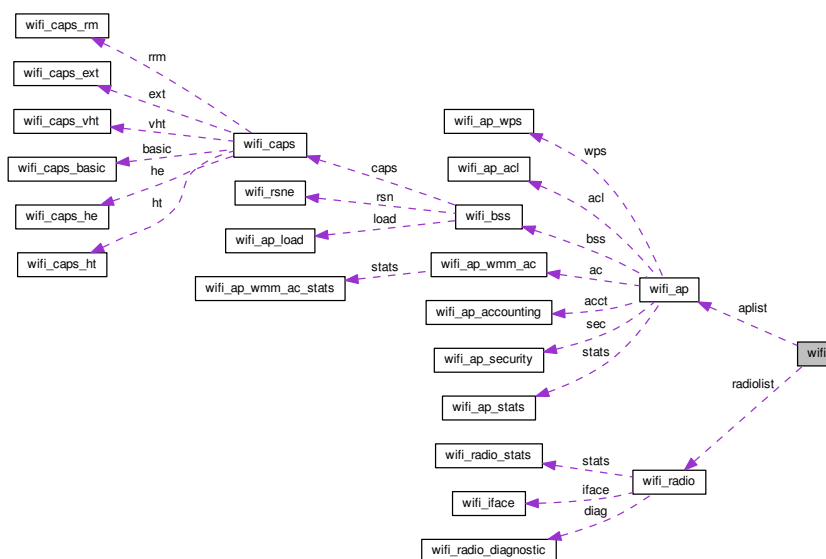 wifi_caps_rm
rrm
wifi_caps_ext
ext
wifi_caps_vht
vht
wifi_caps_basic
basic
he
wifi_caps_he
ht
wifi_caps_ht
wifi_caps
caps
wifi_rsne
rsn
load
wifi_ap_load
wifi_bss
wifi_ap_wps
wps
wifi_ap_acl
acl
bss
wifi_ap_wmm_ac_stats
stats
wifi_ap_wmm_ac
ac
wifi_ap_accounting
acct
sec
wifi_ap_security
stats
wifi_ap_stats
wifi_ap
aplist
wifi
radiolist
wifi_radio_stats
stats
wifi_radio
iface
wifi_iface
diag
wifi_radio_diagnostic